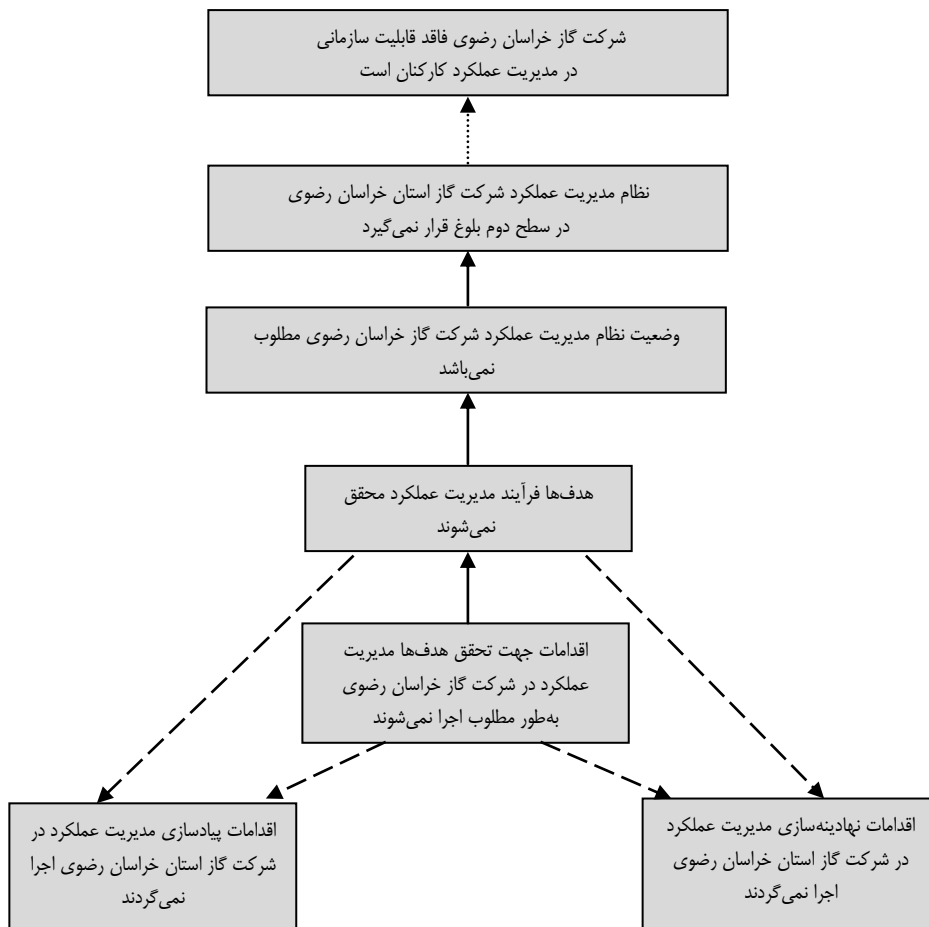 شرکت گاز خراسان رضوی فاقد قابلیت سازمانی
در مدیریت عملکرد کارکنان است
نظام مدیریت عملکرد شرکت گاز استان خراسان رضوی
در سطح دوم بلوغ قرار نمی‌گیرد
وضعیت نظام مدیریت عملکرد شرکت گاز خراسان رضوی مطلوب
نمی‌باشد
هدف‌ها فرآیند مدیریت عملکرد محقق
نمی‌شوند
اقدامات جهت تحقق هدف‌ها مدیریت
عملکرد در شرکت گاز خراسان رضوی
به‌طور مطلوب اجرا نمی‌شوند
اقدامات نهادینه‌سازی مدیریت عملکرد
در شرکت گاز استان خراسان رضوی
اجرا نمی‌گردند
اقدامات پیادسازی مدیریت عملکرد در
شرکت گاز استان خراسان رضوی اجرا
نمی‌گردند